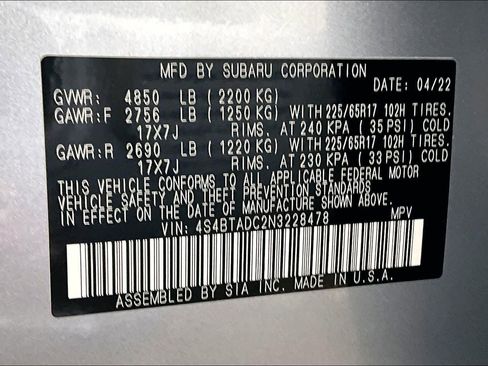 MFD BY SUBARU CORPORATION
DATE: 04/22
GVWR: 4850 LB (2200 KG)
GAWR:F 2756 LB (1250 KG) WITH 225/65R17 102H TIRES.
17X7J RIMS, AT 240 KPA (35 PSI) COLD
GAWR:R 2690 LB (1220 KG) WITH 225/65R17 102H TIRES.
17X7J RIMS, AT 230 KPA (33 PSI) COLD
THIS VEHICLE CONFORMS TO ALL APPLICABLE FEDERAL MOTOR
VEHICLE SAFETY AND THEFT PREVENTION STANDARDS
IN EFFECT ON THE DATE OF MANUFACTURE SHOWN ABOVE.
VIN: 4S4BTADC2N3228478 MPV
ASSEMBLED BY SIA INC. MADE IN U.S.A.